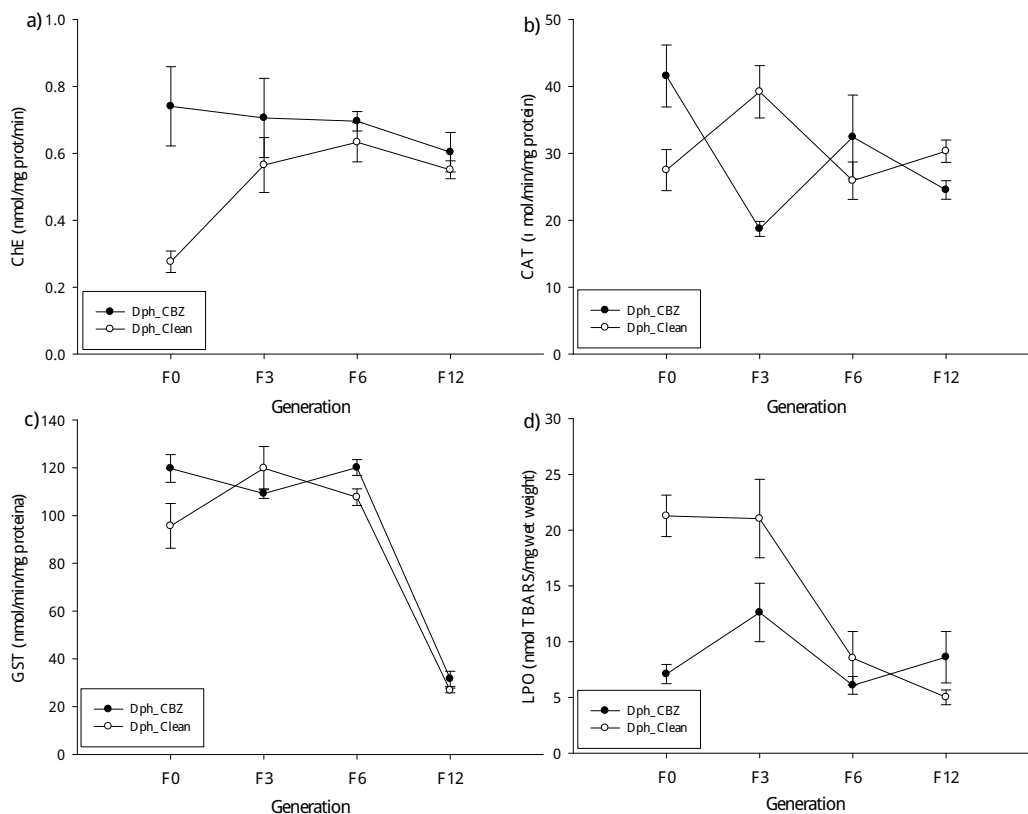 a)
1.0
0.8
0.6
0.4
0.2
0.0
ChE (nmol/mg prot/min)
Dph_CBZ
Dph_Clean
F0 F3 F6 F12
Generation
b)
50
40
30
20
10
0
CAT (ı mol/min/mg protein)
Dph_CBZ
Dph_Clean
F0 F3 F6 F12
Generation
c)
140
120
100
80
60
40
20
0
GST (nmol/min/mg proteina)
Dph_CBZ
Dph_Clean
F0 F3 F6 F12
Generation
d)
30
25
20
15
10
5
0
LPO (nmol TBARS/mg wet weight)
Dph_CBZ
Dph_Clean
F0 F3 F6 F12
Generation